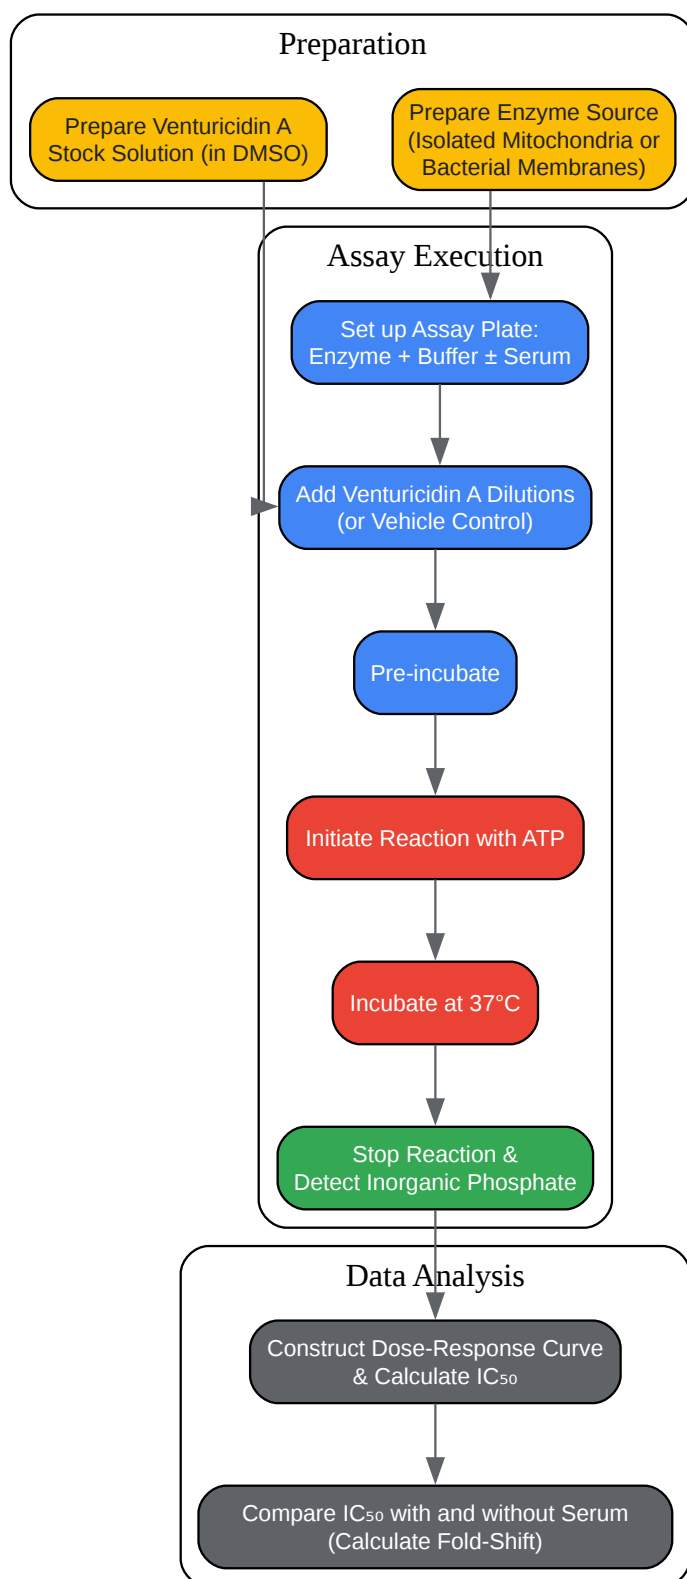 Preparation
Prepare Venturicidin A
Stock Solution (in DMSO)
Prepare Enzyme Source
(Isolated Mitochondria or
Bacterial Membranes)
Assay Execution
Set up Assay Plate:
Enzyme + Buffer ± Serum
Add Venturicidin A Dilutions
(or Vehicle Control)
Pre-incubate
Initiate Reaction with ATP
Incubate at 37°C
Stop Reaction &
Detect Inorganic Phosphate
Data Analysis
Construct Dose-Response Curve
& Calculate IC₅₀
Compare IC₅₀ with and without Serum
(Calculate Fold-Shift)